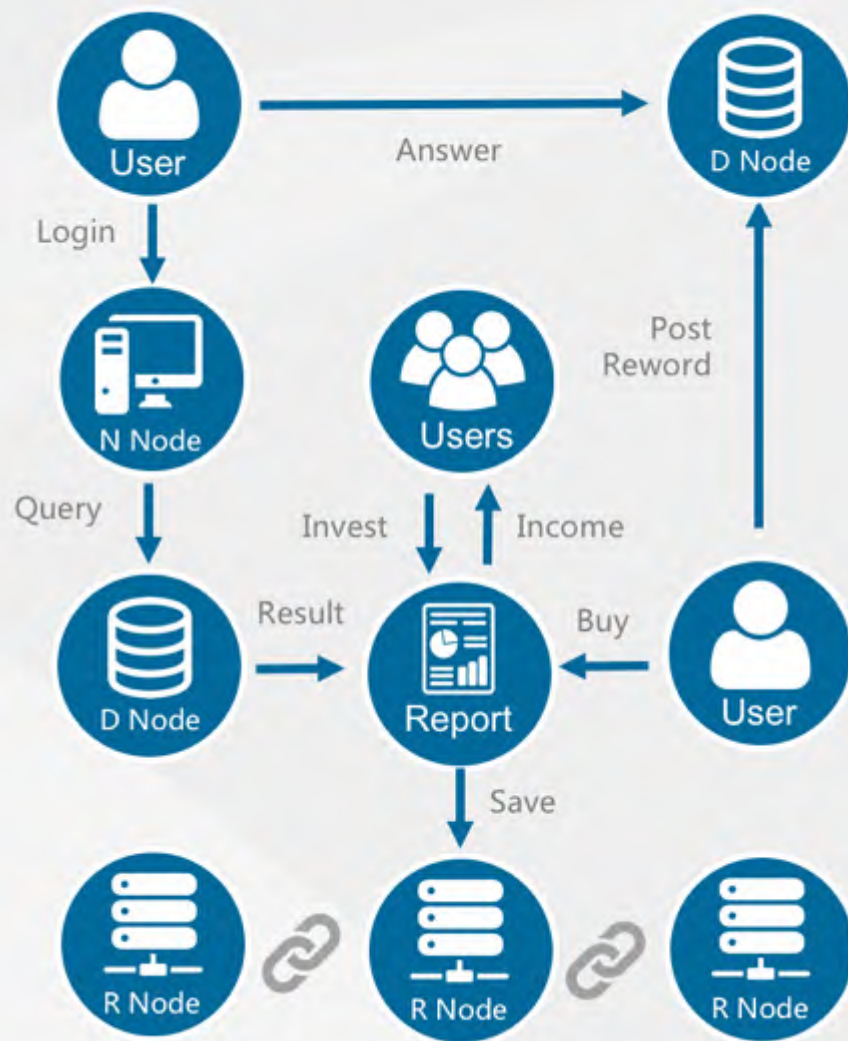 User
Answer
D Node
Login
N Node
Users
Post
Reword
Query
Invest
Income
D Node
Result
Report
Buy
User
Save
R Node
R Node
R Node